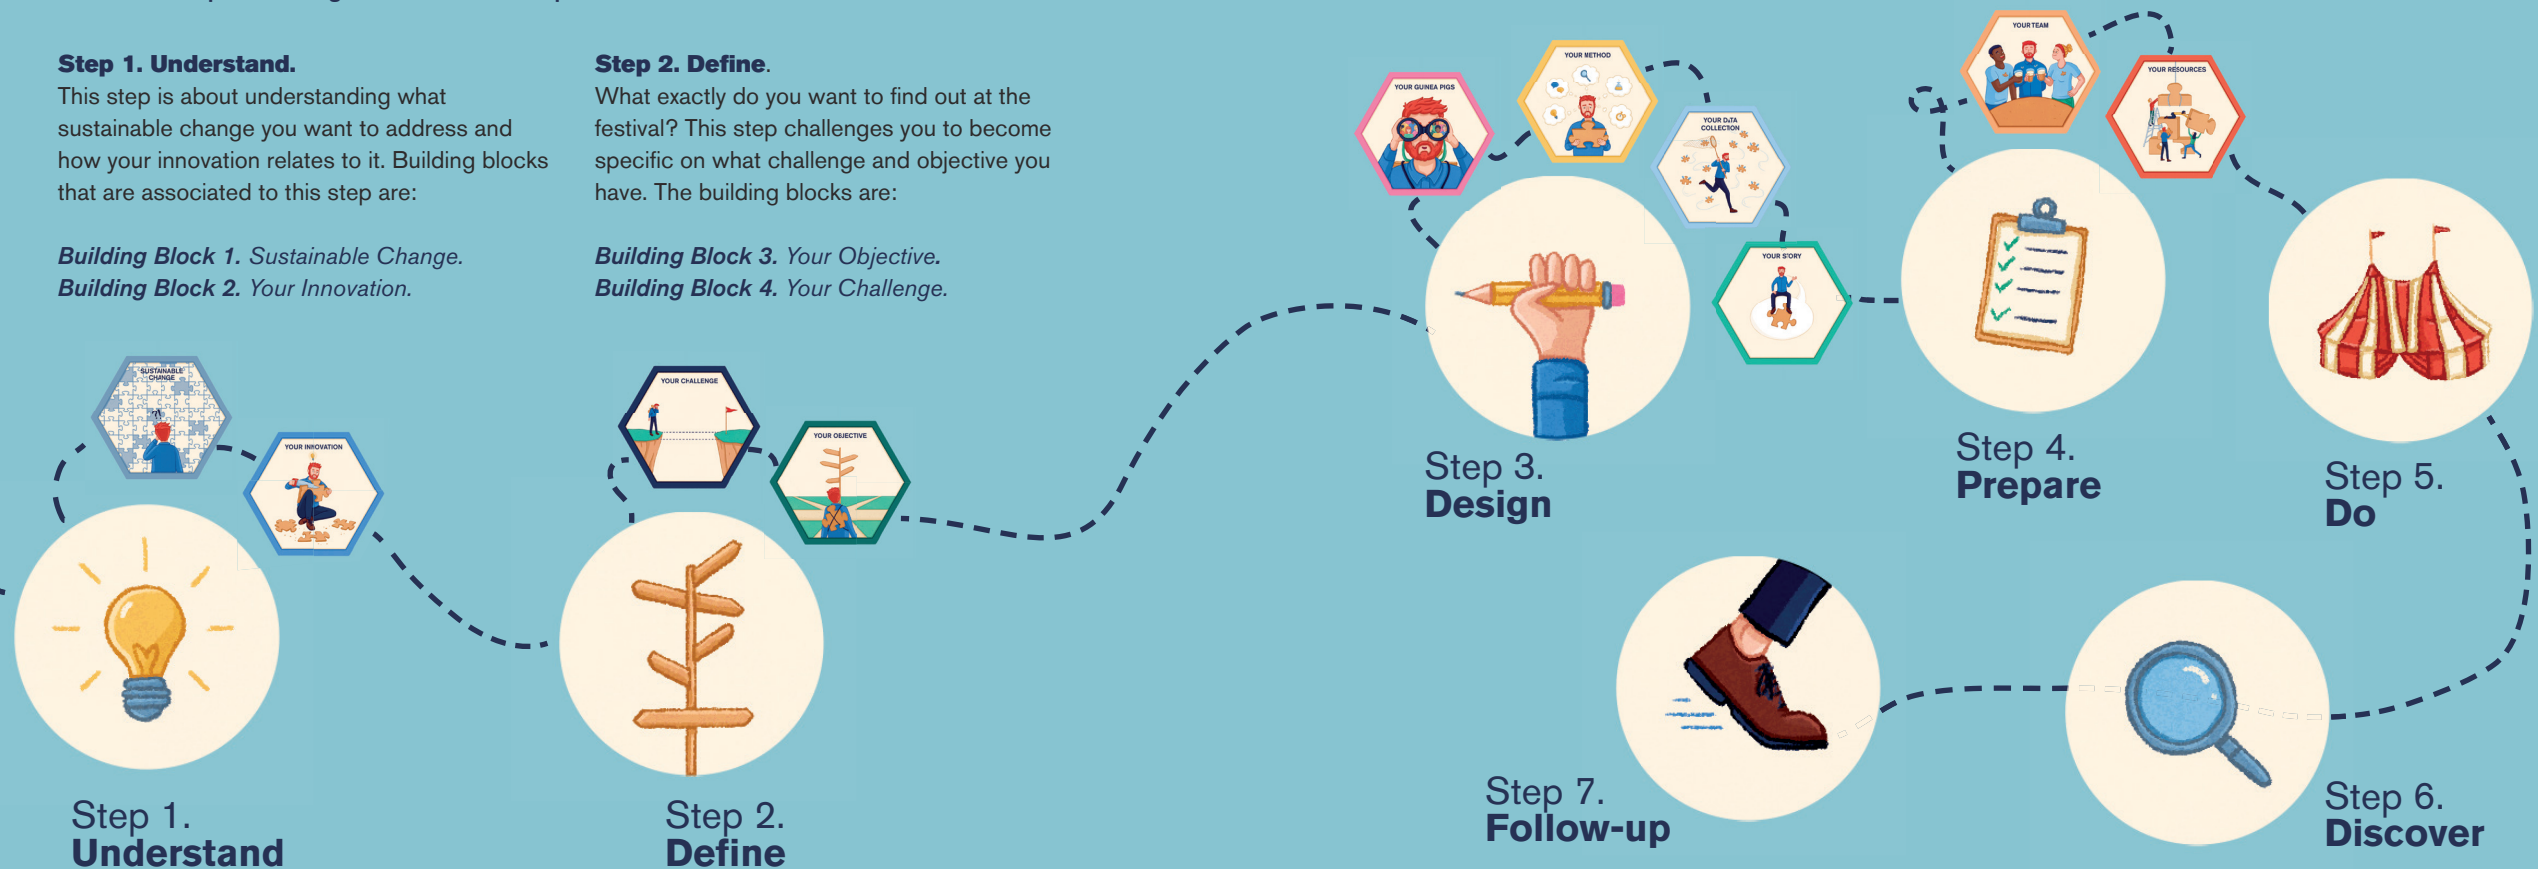 Step 1. Understand.
This step is about understanding what
sustainable change you want to address and
how your innovation relates to it. Building blocks
that are associated to this step are:
Building Block 1. Sustainable Change.
Building Block 2. Your Innovation.
Step 2. Define.
What exactly do you want to find out at the
festival? This step challenges you to become
specific on what challenge and objective you
have. The building blocks are:
Building Block 3. Your Objective.
Building Block 4. Your Challenge.
SUSTAINABLE
CHANGE
YOUR INNOVATION
Step 1.
Understand
YOUR CHALLENGE
YOUR OBJECTIVE
Step 2.
Define
YOUR GUINEA PIGS
YOUR METHOD
YOUR DATA
COLLECTION
YOUR STORY
Step 3.
Design
YOUR TEAM
YOUR RESOURCES
Step 4.
Prepare
Step 5.
Do
Step 6.
Discover
Step 7.
Follow-up